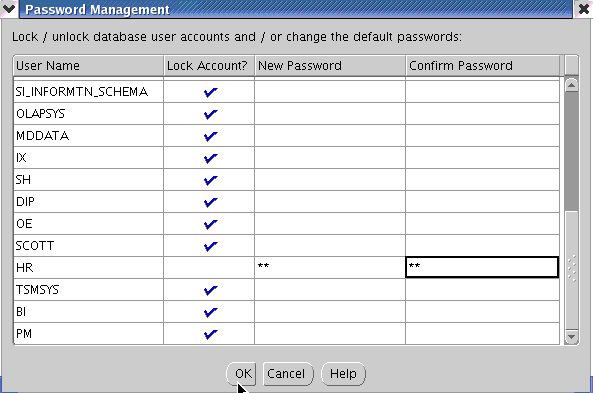 Password Management
Lock / unlock database user accounts and / or change the default passwords:
User Name Lock Account? New Password Confirm Password
SI_INFORMTN_SCHEMA
OLAPSYS
MDDATA
IX
SH
DIP
OE
SCOTT
HR ** **
TSMSYS
BI
PM
OK Cancel Help